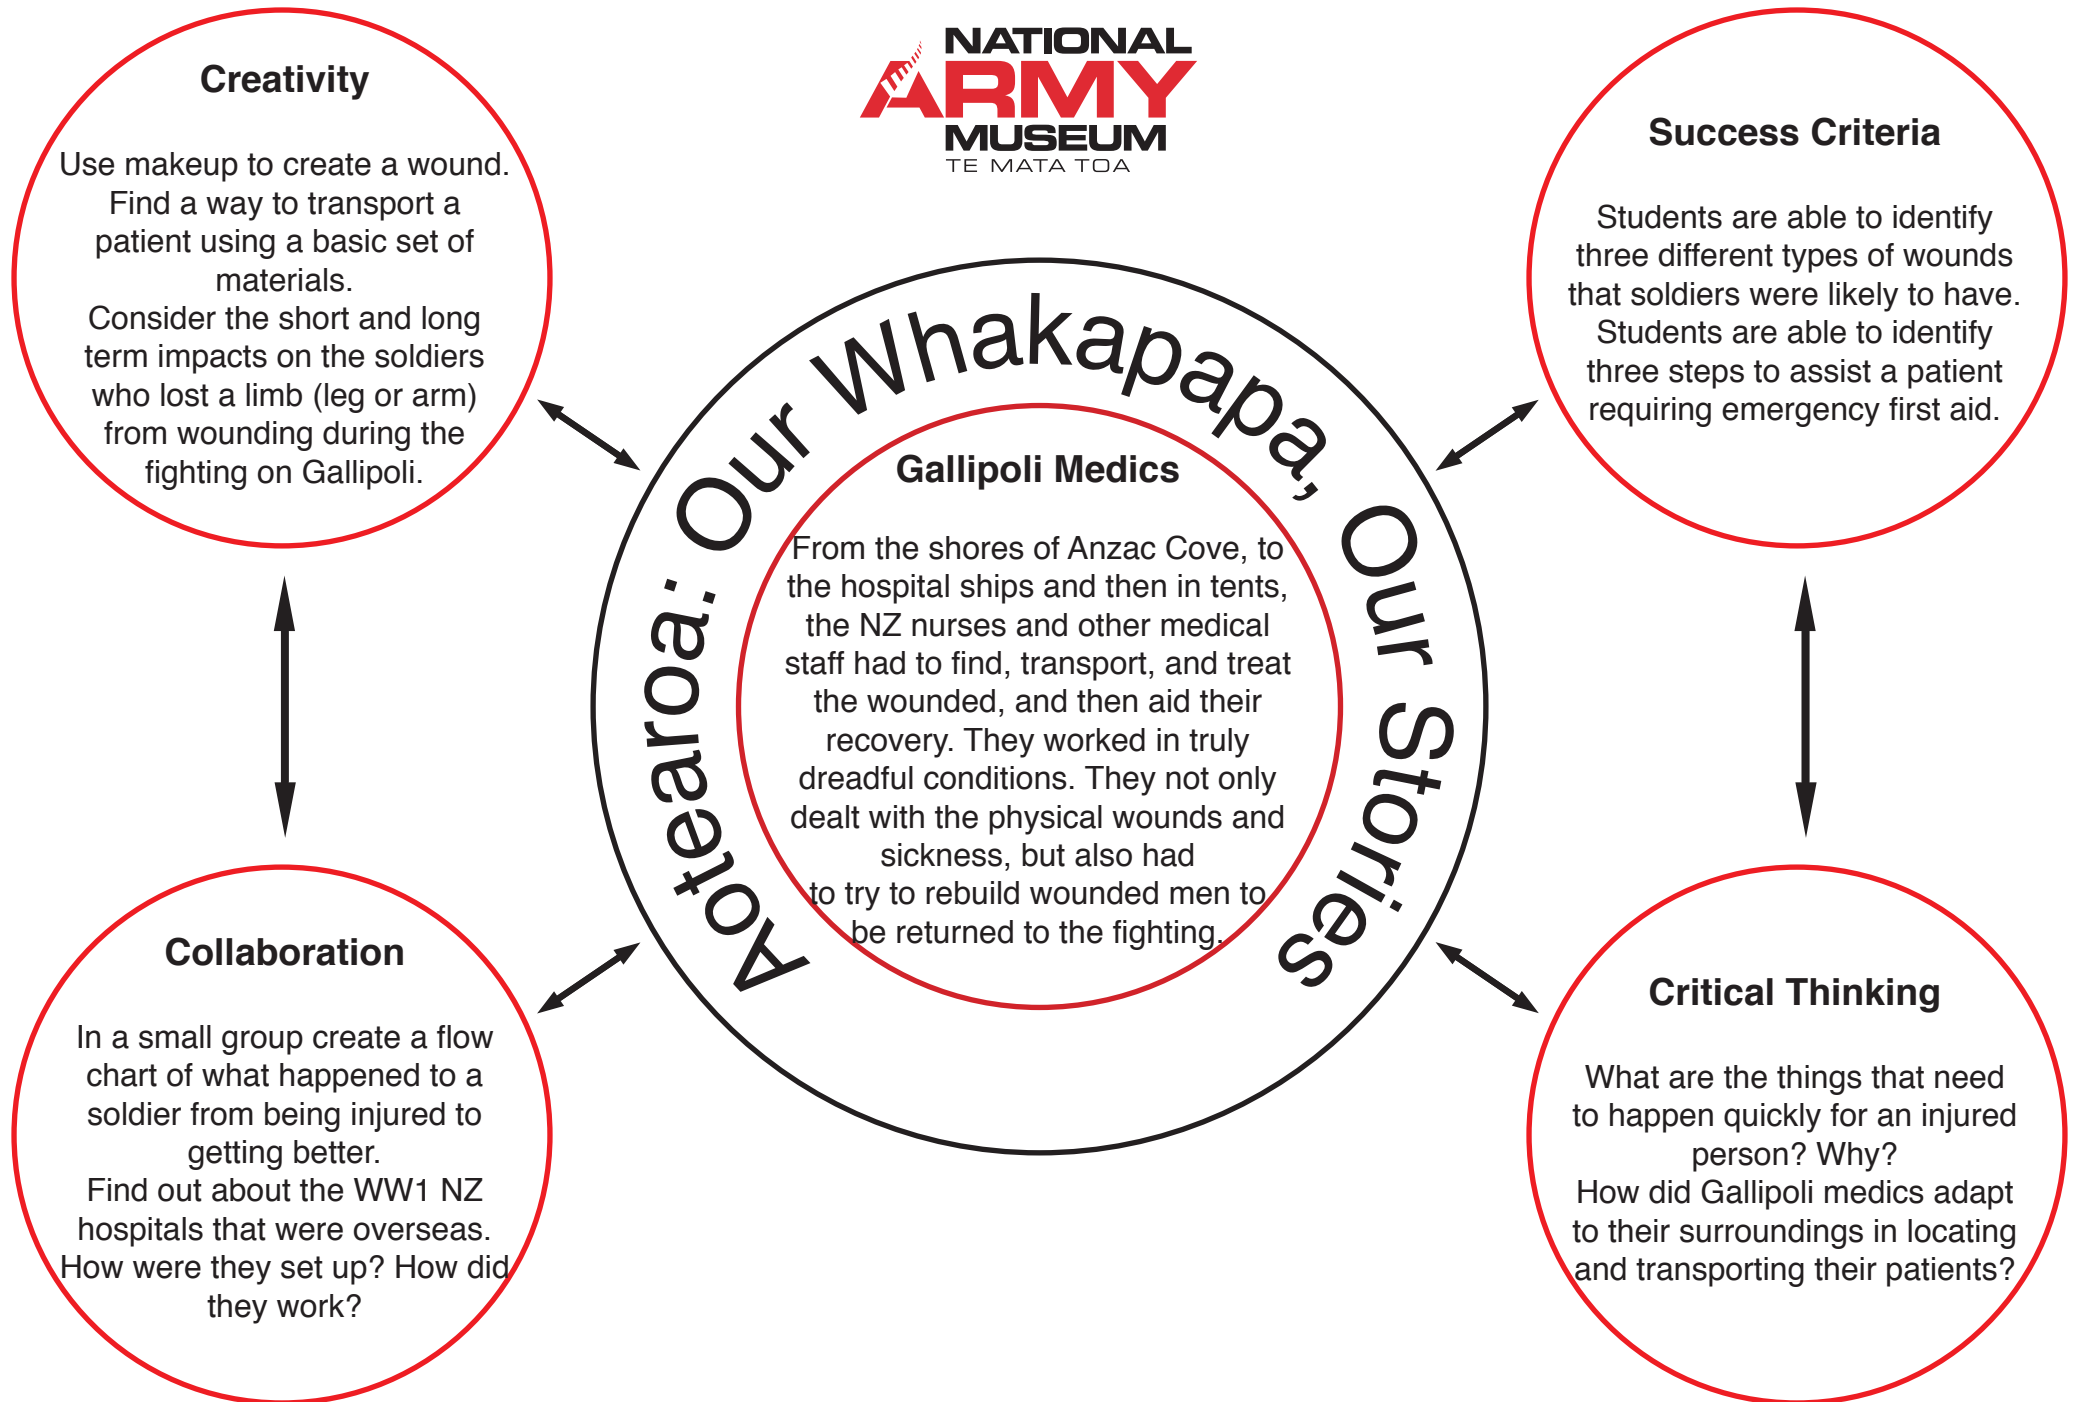 NATIONAL
ARMY
MUSEUM
TE MATA TOA
Creativity
Use makeup to create a wound.
Find a way to transport a
patient using a basic set of
materials.
Consider the short and long
term impacts on the soldiers
who lost a limb (leg or arm)
from wounding during the
fighting on Gallipoli.
Success Criteria
Students are able to identify
three different types of wounds
that soldiers were likely to have.
Students are able to identify
three steps to assist a patient
requiring emergency first aid.
Aotearoa: Our Whakapapa, Our Stories
Gallipoli Medics
From the shores of Anzac Cove, to
the hospital ships and then in tents,
the NZ nurses and other medical
staff had to find, transport, and treat
the wounded, and then aid their
recovery. They worked in truly
dreadful conditions. They not only
dealt with the physical wounds and
sickness, but also had
to try to rebuild wounded men to
be returned to the fighting.
Collaboration
In a small group create a flow
chart of what happened to a
soldier from being injured to
getting better.
Find out about the WW1 NZ
hospitals that were overseas.
How were they set up? How did
they work?
Critical Thinking
What are the things that need
to happen quickly for an injured
person? Why?
How did Gallipoli medics adapt
to their surroundings in locating
and transporting their patients?